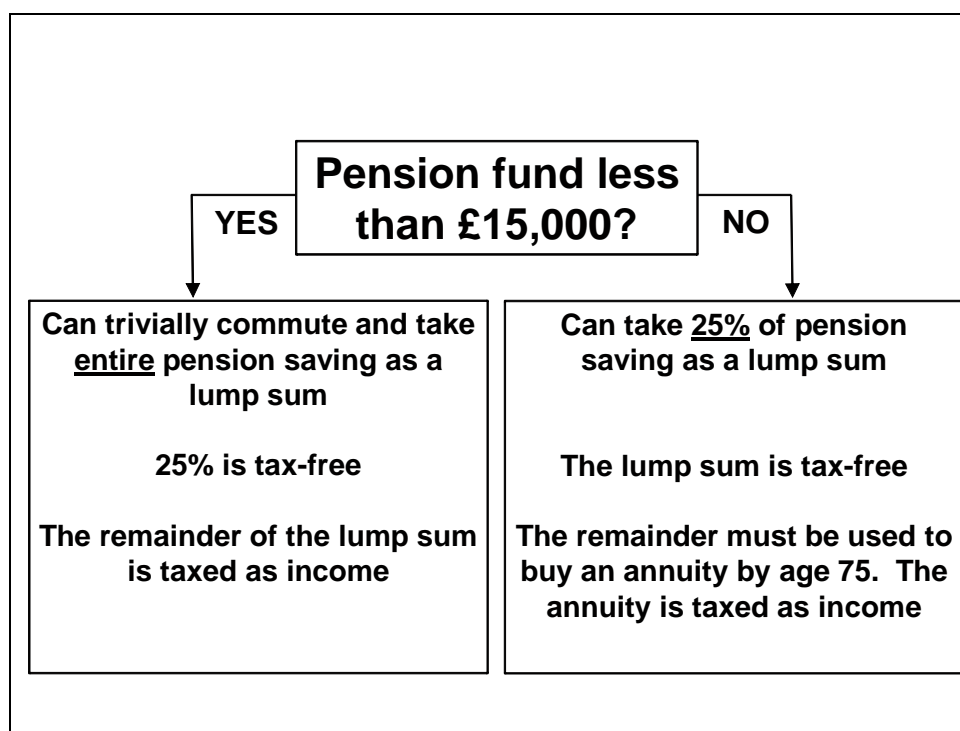 Pension fund less
than £15,000?
YES
NO
Can trivially commute and take
entire pension saving as a
lump sum
25% is tax-free
The remainder of the lump sum
is taxed as income
Can take 25% of pension
saving as a lump sum
The lump sum is tax-free
The remainder must be used to
buy an annuity by age 75.  The
annuity is taxed as income